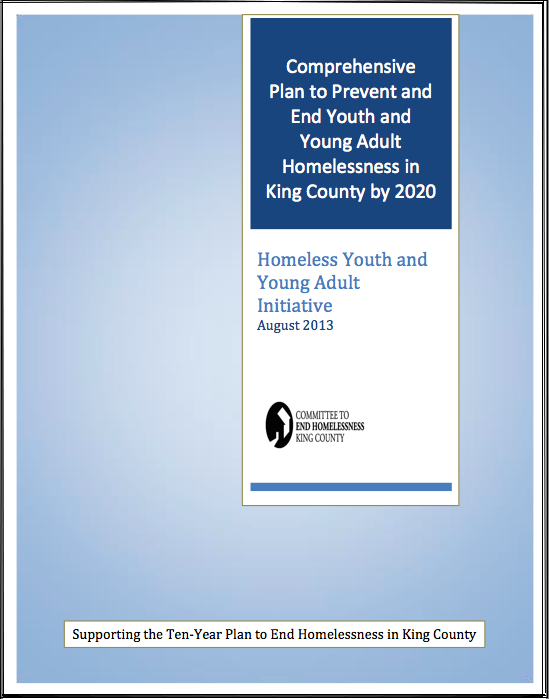 Comprehensive
Plan to Prevent and
End Youth and
Young Adult
Homelessness in
King County by 2020
Homeless Youth and
Young Adult
Initiative
August 2013
COMMITTEE TO
END HOMELESSNESS
KING COUNTY
Supporting the Ten-Year Plan to End Homelessness in King County